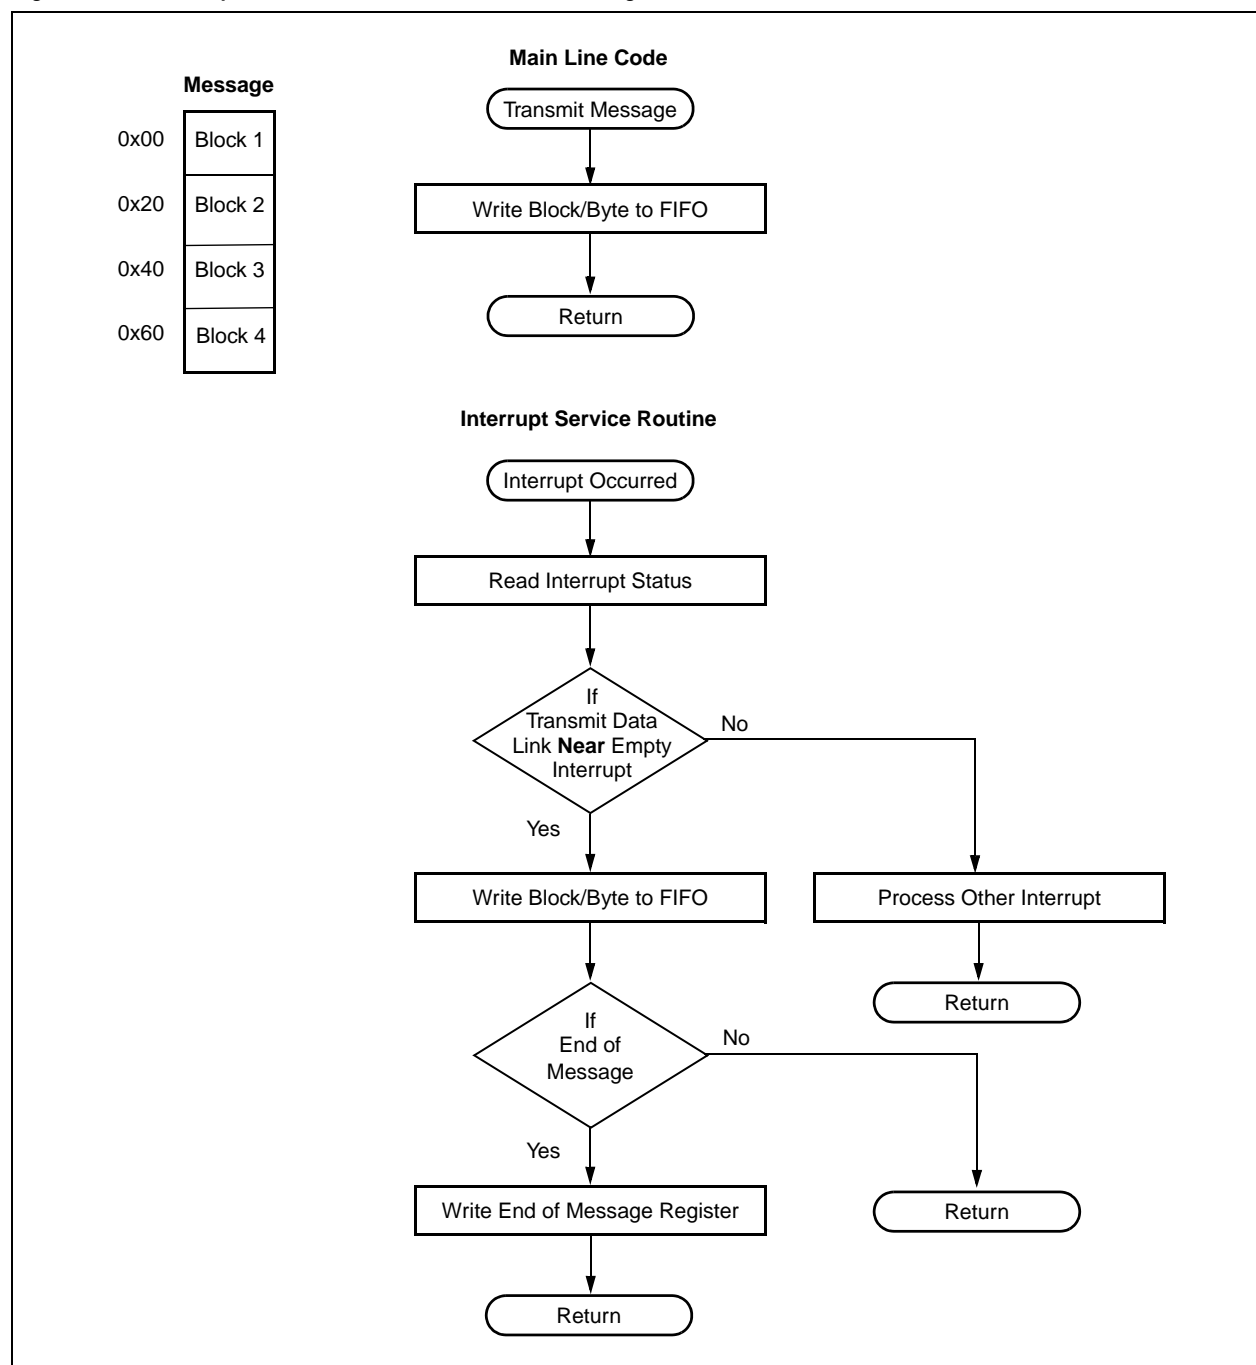 Main Line Code
Message
Transmit Message
0x00
Block 1
0x20
Block 2
Write Block/Byte to FIFO
0x40
Block 3
0x60
Block 4
Return
Interrupt Service Routine
Interrupt Occurred
Read Interrupt Status
If
Transmit Data
Link Near Empty
Interrupt
No
Yes
Write Block/Byte to FIFO
Process Other Interrupt
Return
If
End of
Message
No
Yes
Write End of Message Register
Return
Return